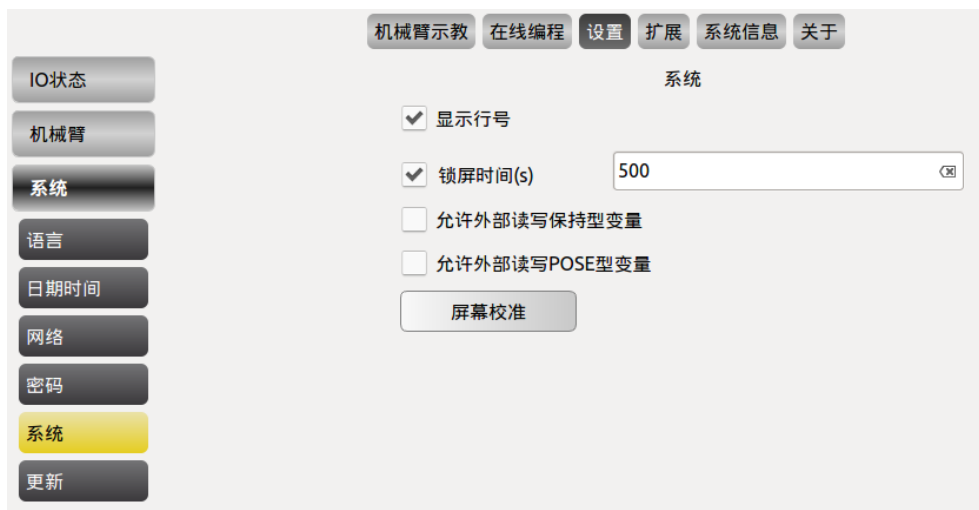 机械臂示教 在线编程 设置 扩展 系统信息 关于
IO状态
机械臂
系统
语言
日期时间
网络
密码
系统
更新
系统
显示行号
锁屏时间(s) 500
允许外部读写保持型变量
允许外部读写POSE型变量
屏幕校准